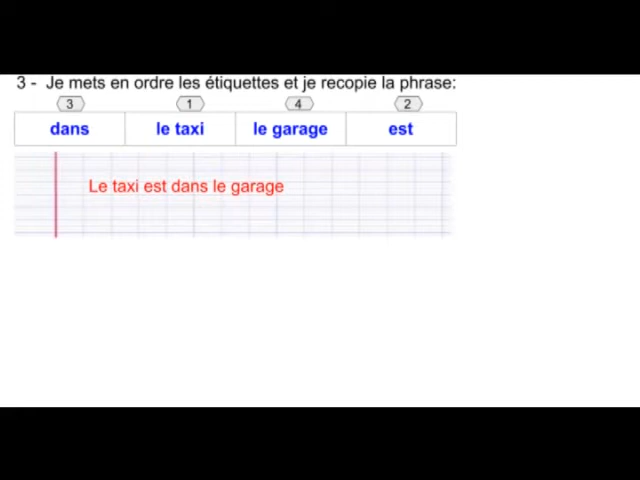 3 - Je mets en ordre les étiquettes et je recopie la phrase:
3 1 4 2
dans le taxi le garage est
Le taxi est dans le garage